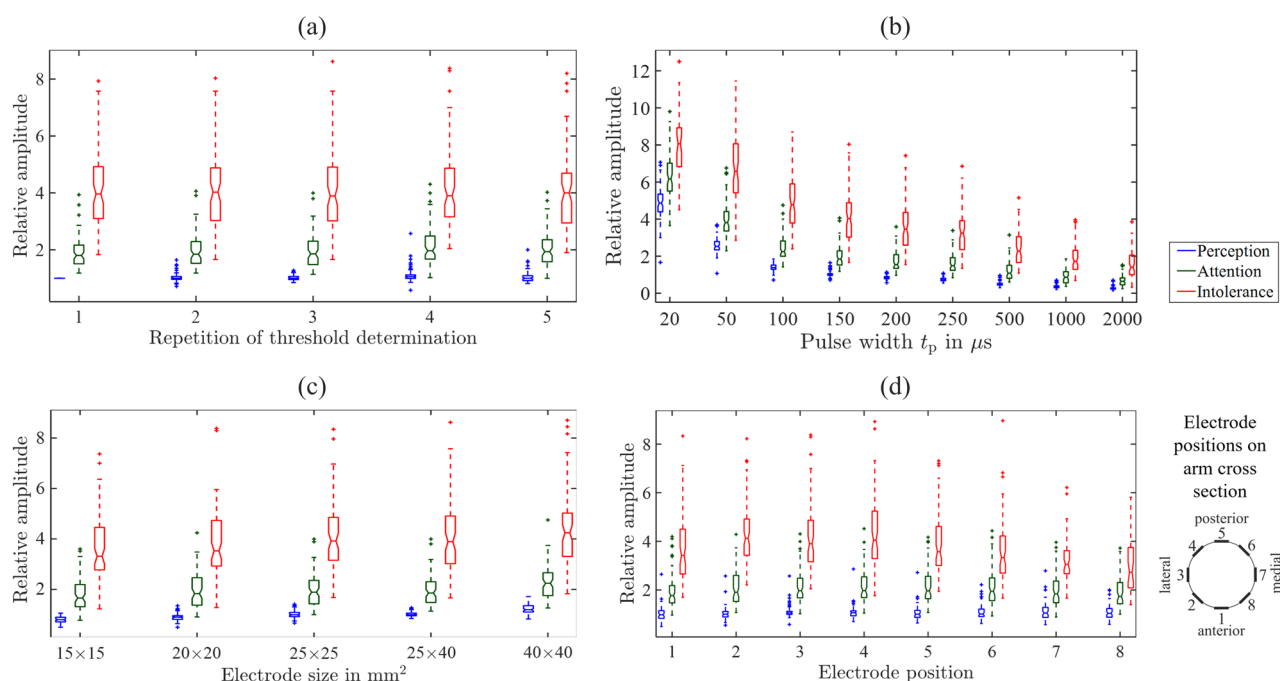 (a)
Relative amplitude
8
6
4
2
1 2 3 4 5
Repetition of threshold determination
(b)
Relative amplitude
12
10
8
6
4
2
0
20 50 100 150 200 250 500 1000 2000
Pulse width tp in μs
Perception
Attention
Intolerance
(c)
Relative amplitude
8
6
4
2
15×15 20×20 25×25 25×40 40×40
Electrode size in mm²
(d)
Relative amplitude
8
6
4
2
1 2 3 4 5 6 7 8
Electrode position
Electrode
positions on
arm cross
section
posterior
5
4 6
lateral 3 7 medial
2 8
1
anterior